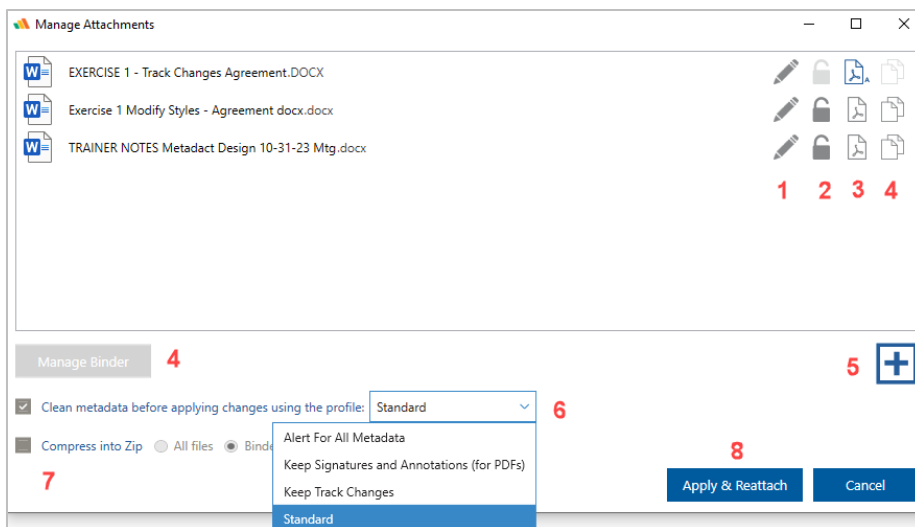 Manage Attachments
EXERCISE 1 - Track Changes Agreement.DOCX
Exercise 1 Modify Styles - Agreement docx.docx
TRAINER NOTES Metadact Design 10-31-23 Mtg.docx
1 2 3 4
Manage Binder 4 5
Clean metadata before applying changes using the profile: Standard 6
Compress into Zip All files Binde
Alert For All Metadata
Keep Signatures and Annotations (for PDFs)
7 8
Keep Track Changes Apply & Reattach Cancel
Standard